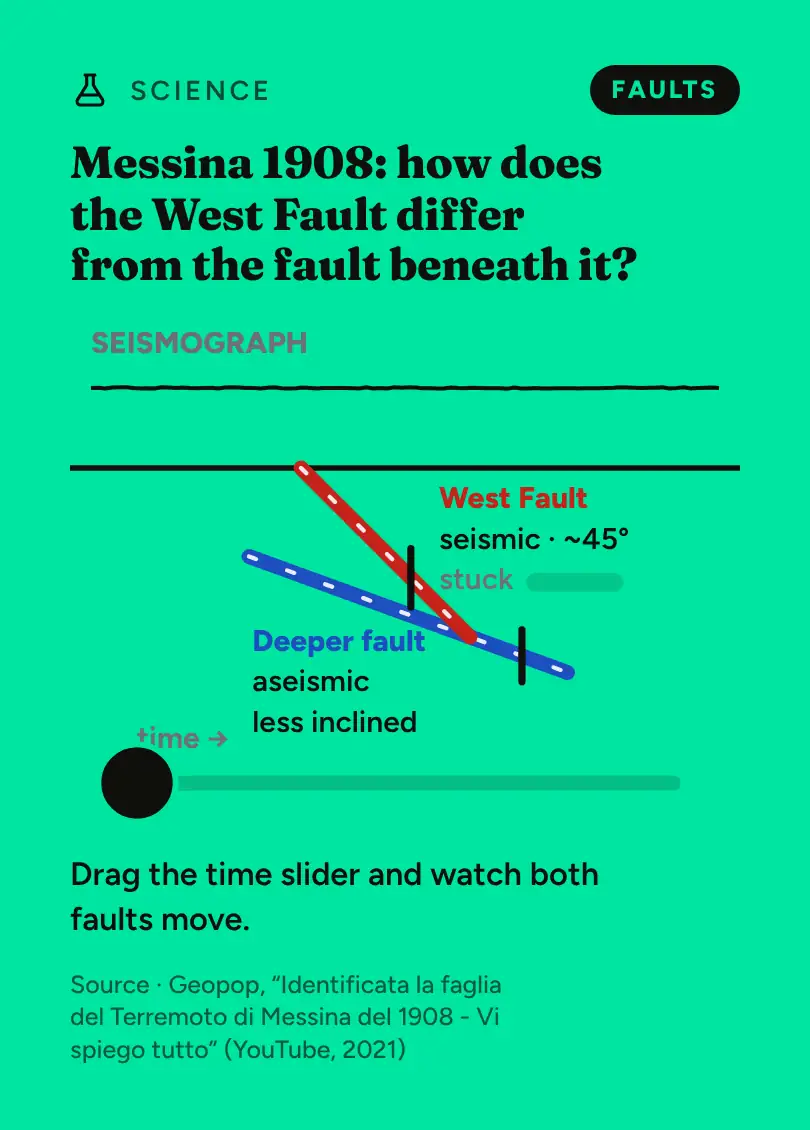 SCIENCE
FAULTS
Messina 1908: how does
the West Fault differ
from the fault beneath it?
SEISMOGRAPH
West Fault
seismic · ~45°
stuck
Deeper fault
aseismic
less inclined
time →
Drag the time slider and watch both
faults move.
Source · Geopop, “Identificata la faglia
del Terremoto di Messina del 1908 - Vi
spiego tutto” (YouTube, 2021)